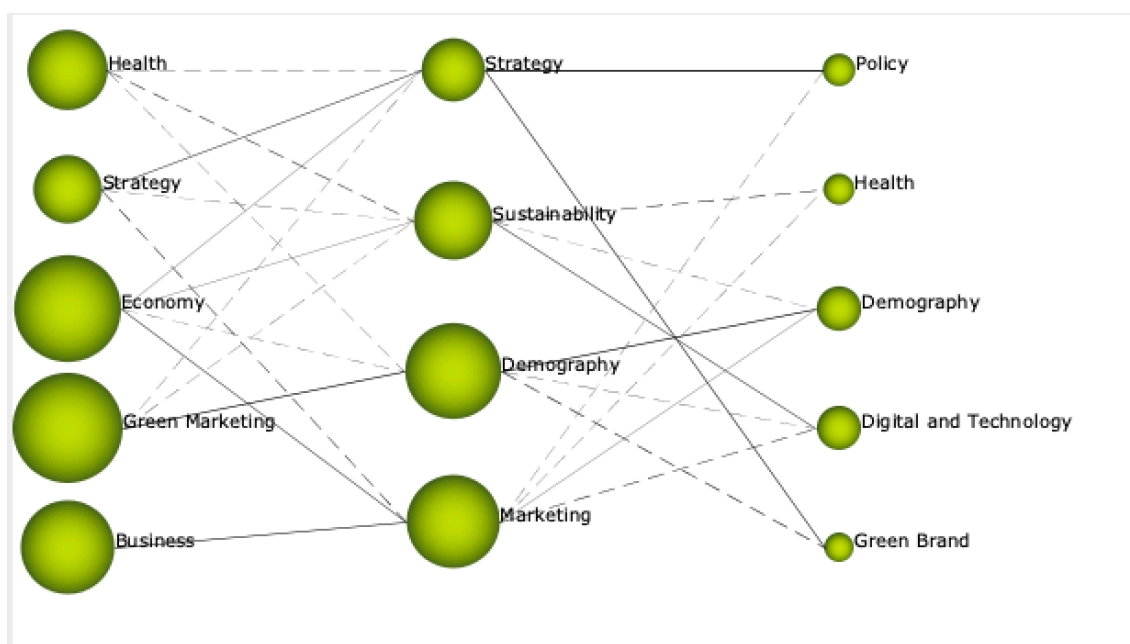 Health
Strategy
Economy
Green Marketing
Business
Strategy
Sustainability
Demography
Marketing
Policy
Health
Demography
Digital and Technology
Green Brand